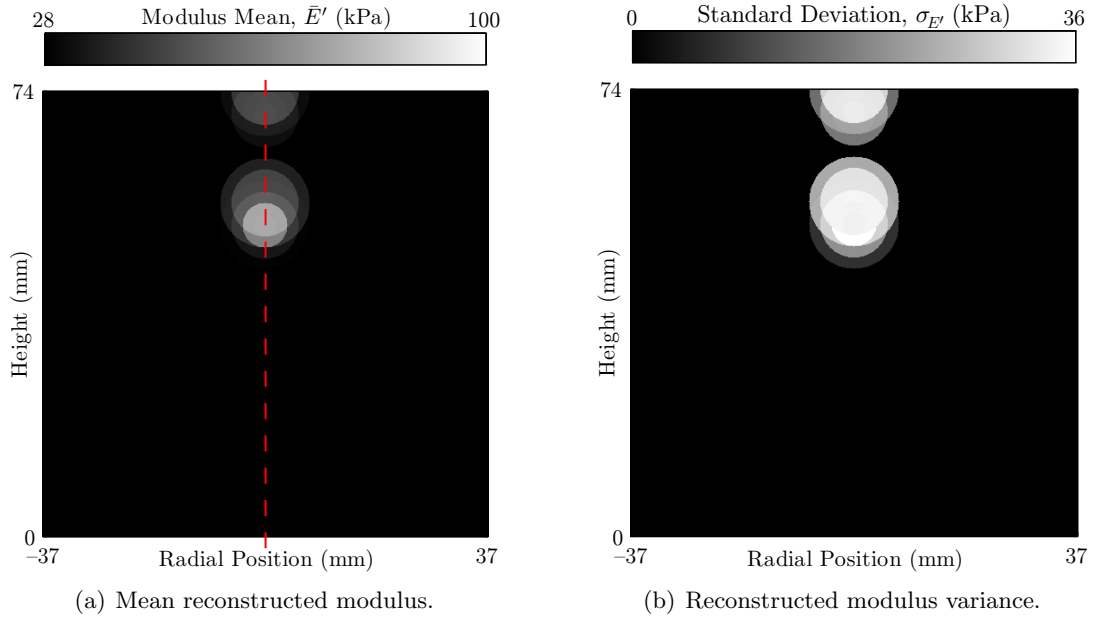 28 Modulus Mean, Ē′ (kPa) 100
74
Height (mm)
0
–37 Radial Position (mm) 37
(a) Mean reconstructed modulus.
0 Standard Deviation, σ_E′ (kPa) 36
74
Height (mm)
0
–37 Radial Position (mm) 37
(b) Reconstructed modulus variance.